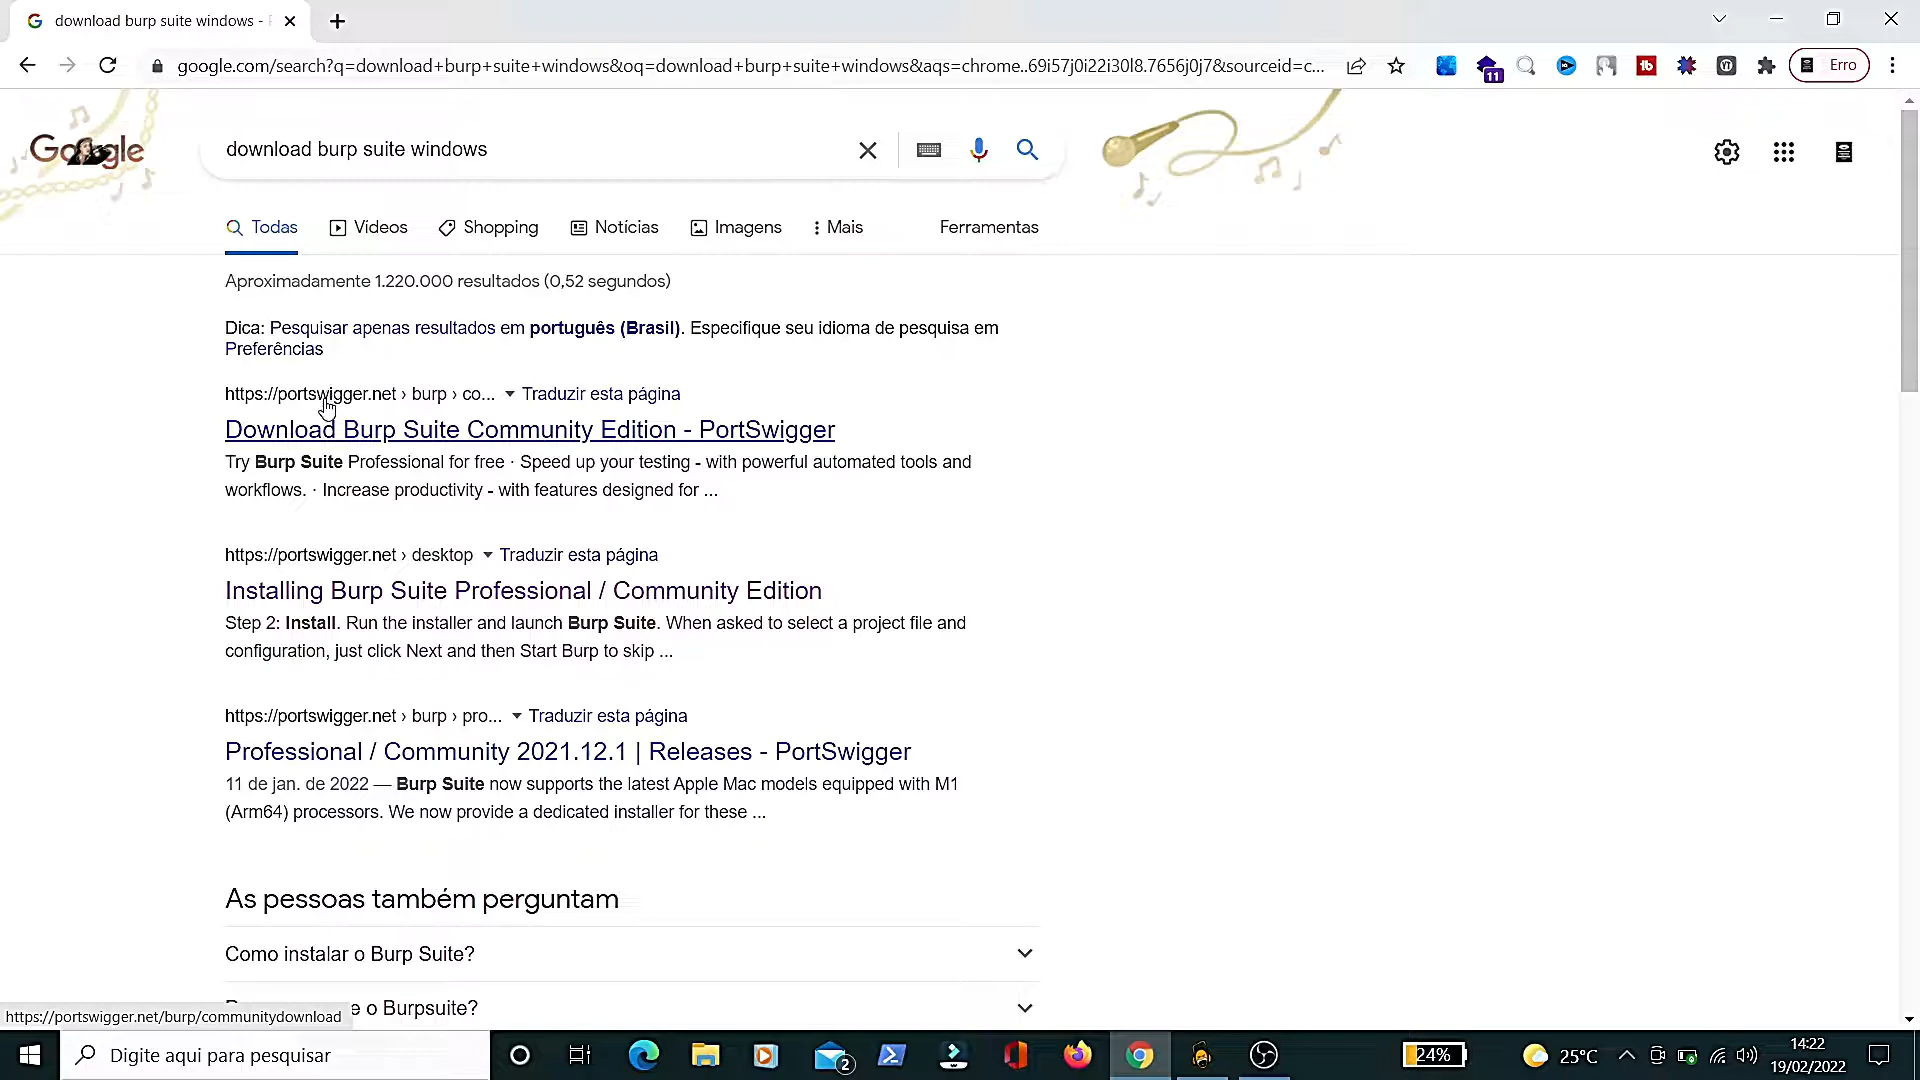 download burp suite windows -
google.com/search?q=download+burp+suite+windows&oq=download+burp+suite+windows&aqs=chrome..69i57j0i22i30l8.7656j0j7&sourceid=c...
11
Erro
Google
download burp suite windows
Todas
Vídeos
Shopping
Notícias
Imagens
Mais
Ferramentas
Aproximadamente 1.220.000 resultados (0,52 segundos)
Dica: Pesquisar apenas resultados em português (Brasil). Especifique seu idioma de pesquisa em
Preferências
https://portswigger.net › burp › co... Traduzir esta página
Download Burp Suite Community Edition - PortSwigger
Try Burp Suite Professional for free · Speed up your testing - with powerful automated tools and
workflows. · Increase productivity - with features designed for ...
https://portswigger.net › desktop Traduzir esta página
Installing Burp Suite Professional / Community Edition
Step 2: Install. Run the installer and launch Burp Suite. When asked to select a project file and
configuration, just click Next and then Start Burp to skip ...
https://portswigger.net › burp › pro... Traduzir esta página
Professional / Community 2021.12.1 | Releases - PortSwigger
11 de jan. de 2022 — Burp Suite now supports the latest Apple Mac models equipped with M1
(Arm64) processors. We now provide a dedicated installer for these ...
As pessoas também perguntam
Como instalar o Burp Suite?
e o Burpsuite?
https://portswigger.net/burp/communitydownload
Digite aqui para pesquisar
2
24%
25°C
14:22
19/02/2022